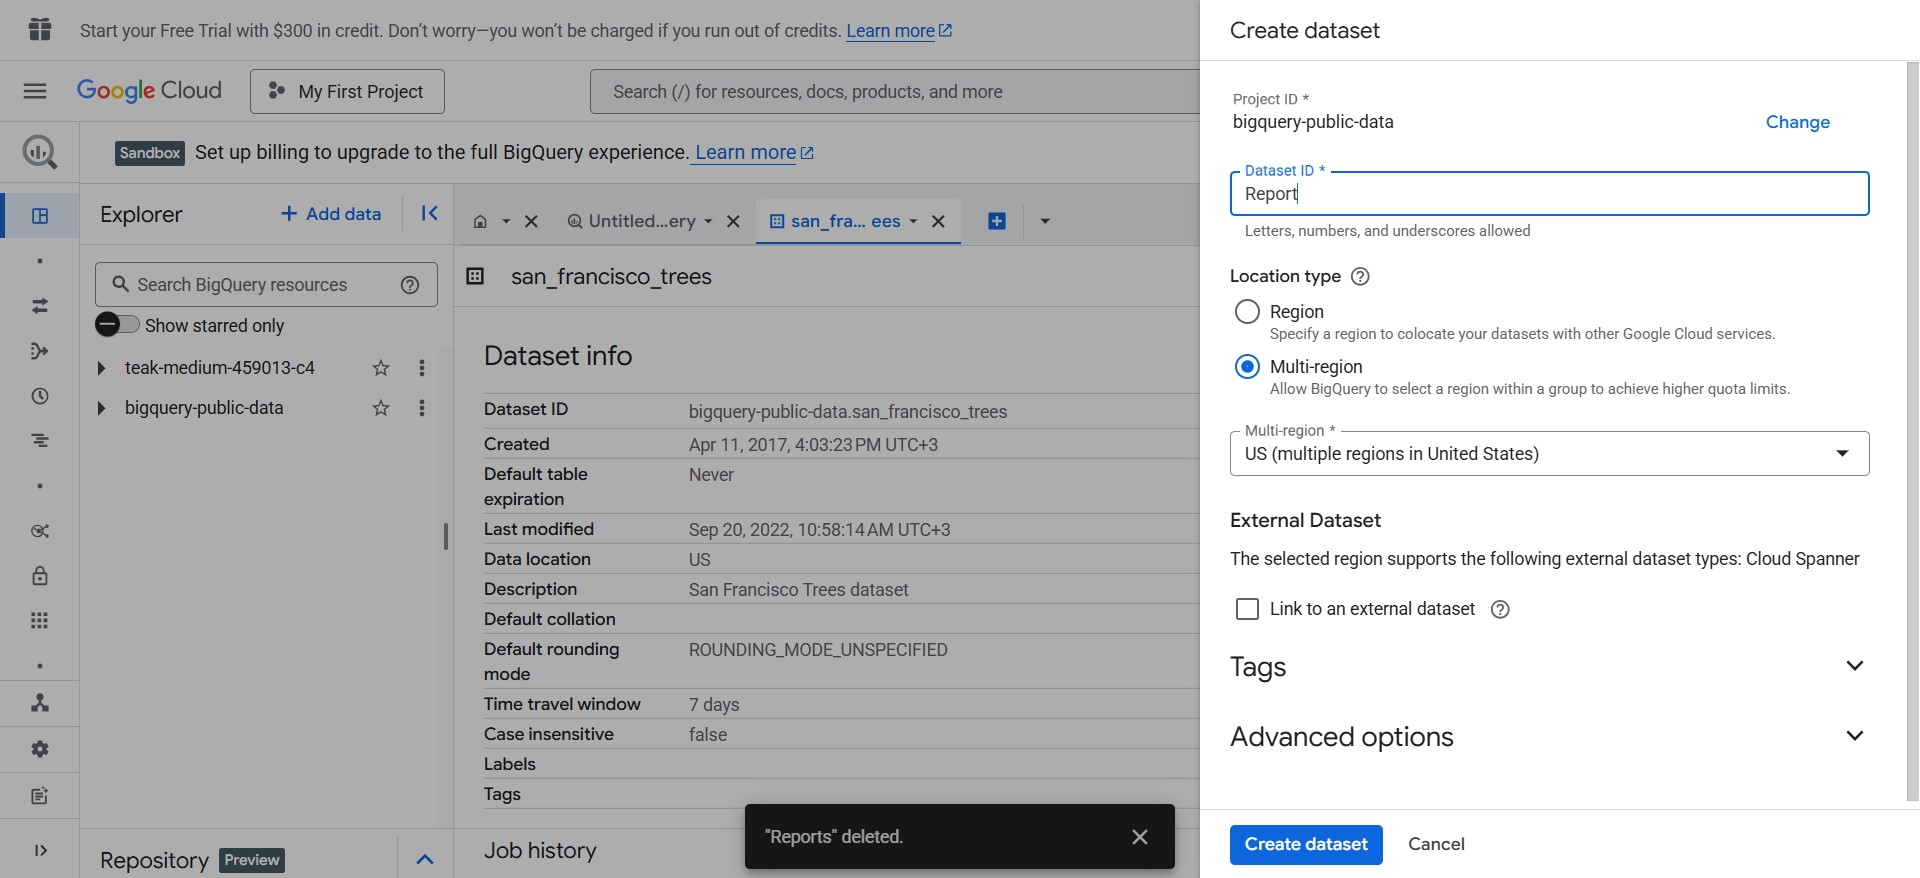 Start your Free Trial with $300 in credit. Don’t worry—you won’t be charged if you run out of credits. Learn more
Google Cloud
My First Project
Search (/) for resources, docs, products, and more
Sandbox Set up billing to upgrade to the full BigQuery experience. Learn more
Explorer
+ Add data
Search BigQuery resources
Show starred only
teak-medium-459013-c4
bigquery-public-data
Repository Preview
Untitled...ery
san_fra... ees
san_francisco_trees
Dataset info
Dataset ID bigquery-public-data.san_francisco_trees
Created Apr 11, 2017, 4:03:23 PM UTC+3
Default table expiration Never
Last modified Sep 20, 2022, 10:58:14 AM UTC+3
Data location US
Description San Francisco Trees dataset
Default collation
Default rounding mode ROUNDING_MODE_UNSPECIFIED
Time travel window 7 days
Case insensitive false
Labels
Tags
Job history
"Reports" deleted.
Create dataset
Project ID *
bigquery-public-data
Change
Dataset ID *
Report
Letters, numbers, and underscores allowed
Location type
Region
Specify a region to colocate your datasets with other Google Cloud services.
Multi-region
Allow BigQuery to select a region within a group to achieve higher quota limits.
Multi-region *
US (multiple regions in United States)
External Dataset
The selected region supports the following external dataset types: Cloud Spanner
Link to an external dataset
Tags
Advanced options
Create dataset
Cancel